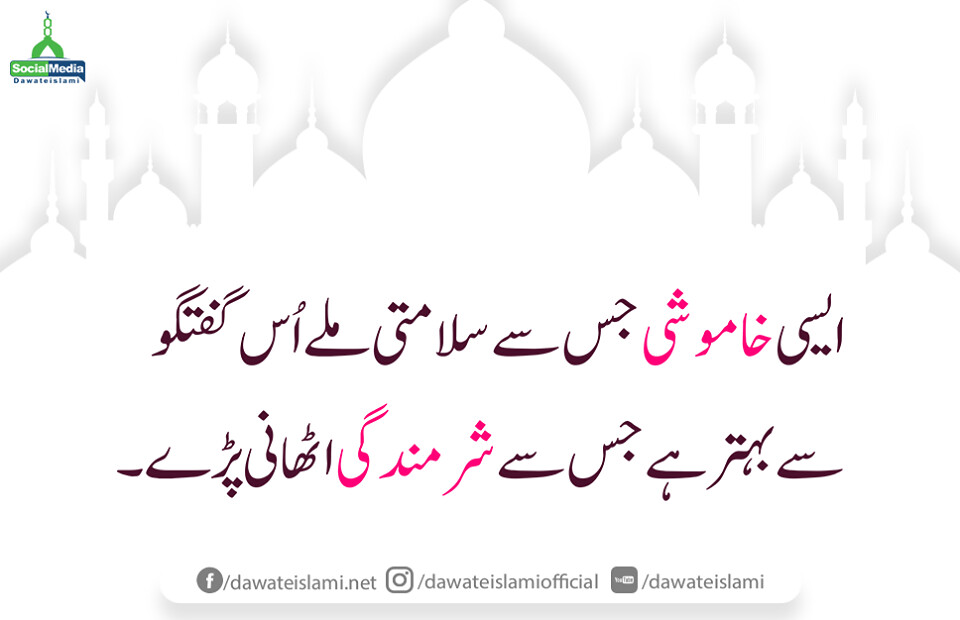 SocialMedia
Dawateislami
ایسی خاموشی جس سے سلامتی ملے اُس گفتگو
سے بہتر ہے جس سے شرمندگی اٹھانی پڑے۔
/dawateislami.net /dawateislamiofficial /dawateislami